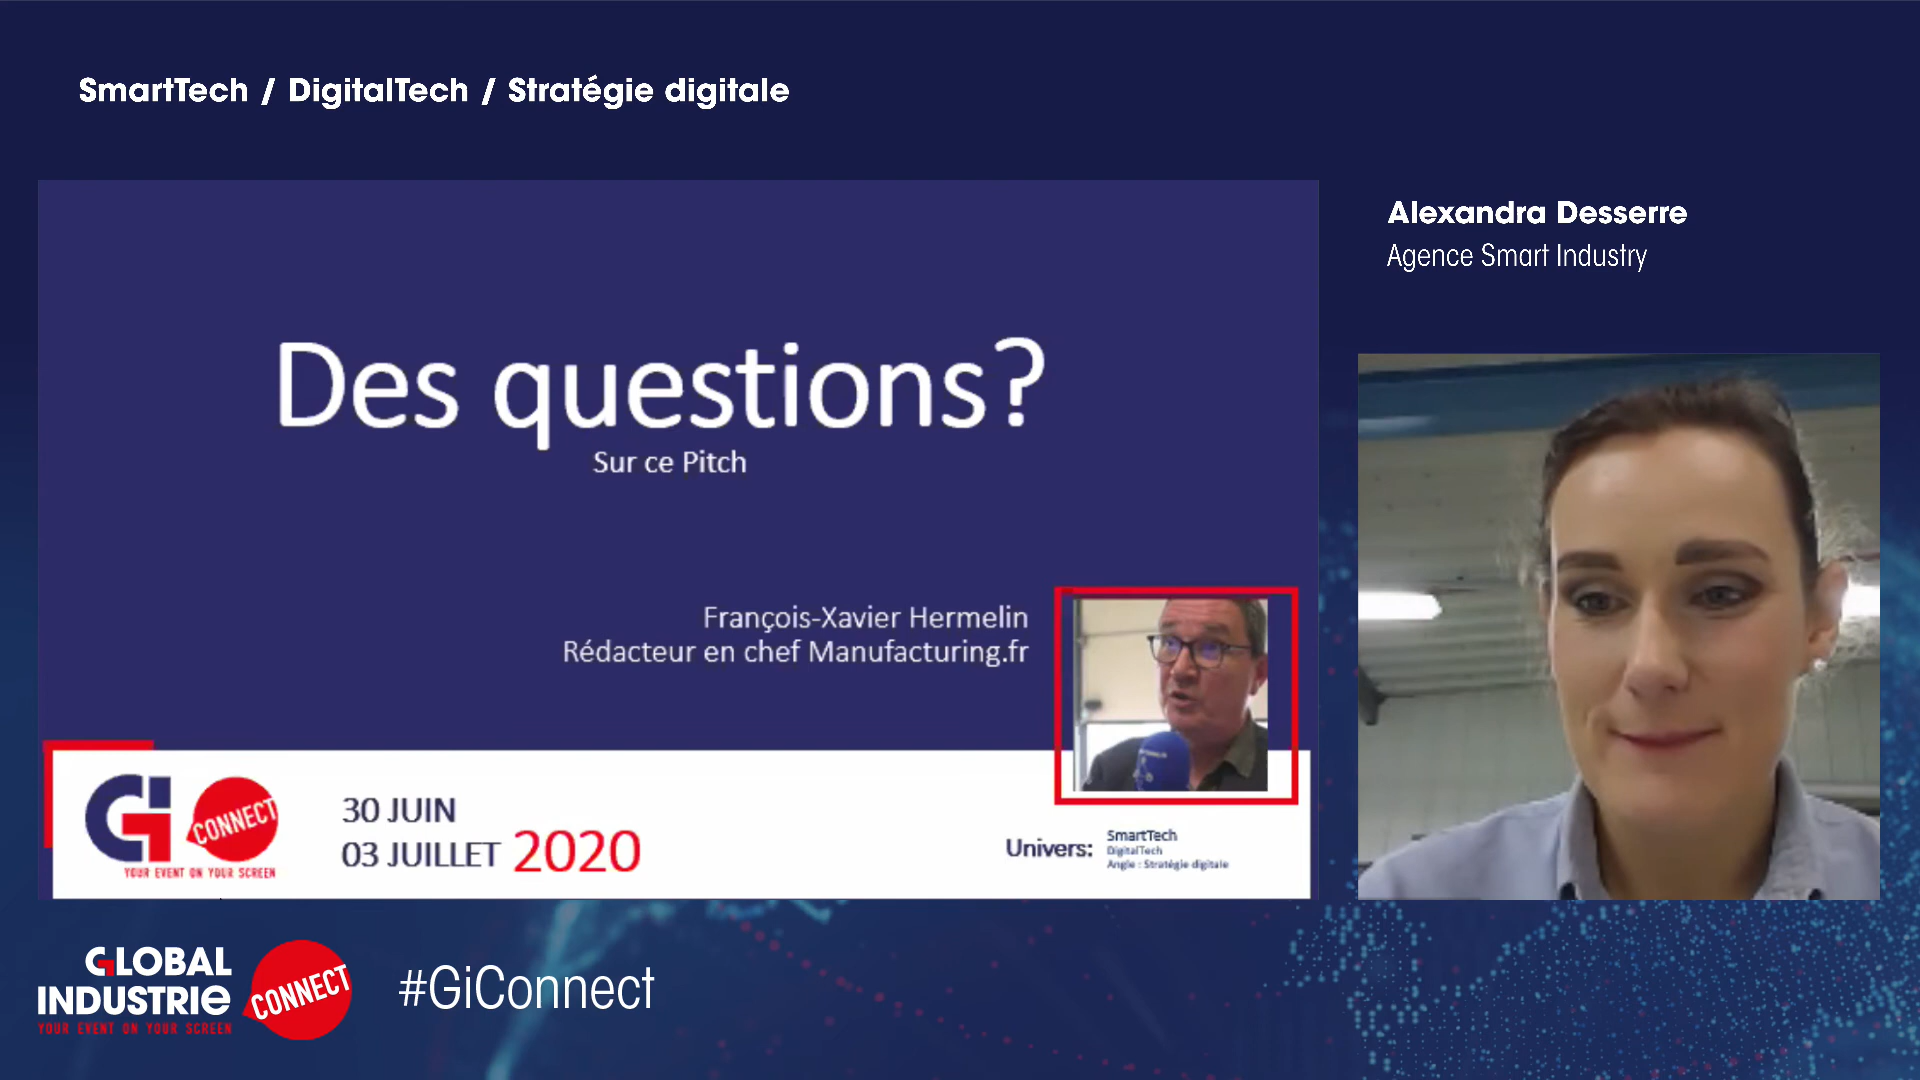 SmartTech / DigitalTech / Stratégie digitale
Alexandra Desserre
Agence Smart Industry
Des questions?
Sur ce Pitch
François-Xavier Hermelin
Rédacteur en chef Manufacturing.fr
Gi CONNECT
YOUR EVENT ON YOUR SCREEN
30 JUIN
03 JUILLET 2020
Univers:
SmartTech
DigitalTech
Angle : Stratégie digitale
GLOBAL
INDUSTRIE
CONNECT
YOUR EVENT ON YOUR SCREEN
#GiConnect